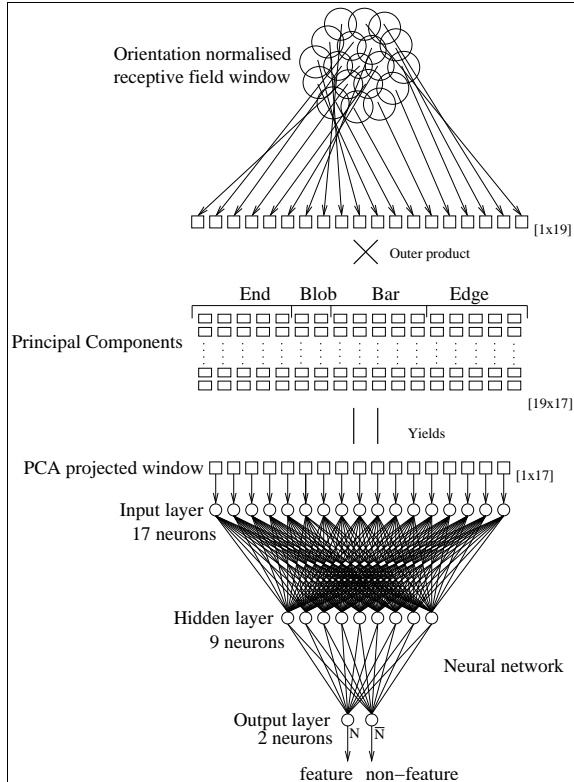 Orientation normalised
receptive field window
[1x19]
Outer product
End Blob Bar Edge
Principal Components
[19x17]
Yields
PCA projected window
[1x17]
Input layer
17 neurons
Hidden layer
9 neurons
Neural network
Output layer
2 neurons
N N̅
feature non-feature